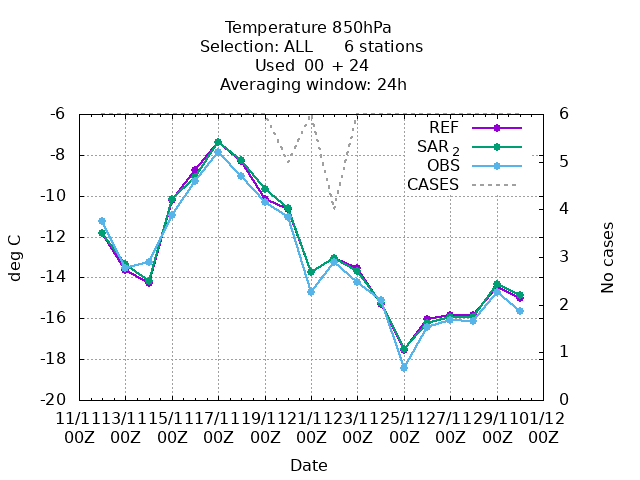 Temperature 850hPa
Selection: ALL 6 stations
Used 00 + 24
Averaging window: 24h
REF
SAR 2
OBS
CASES
-6
-8
-10
-12
-14
-16
-18
-20
6
5
4
3
2
1
0
deg C
No cases
11/11 13/11 15/11 17/11 19/11 21/11 23/11 25/11 27/11 29/11 01/12
00Z 00Z 00Z 00Z 00Z 00Z 00Z 00Z 00Z 00Z 00Z
Date